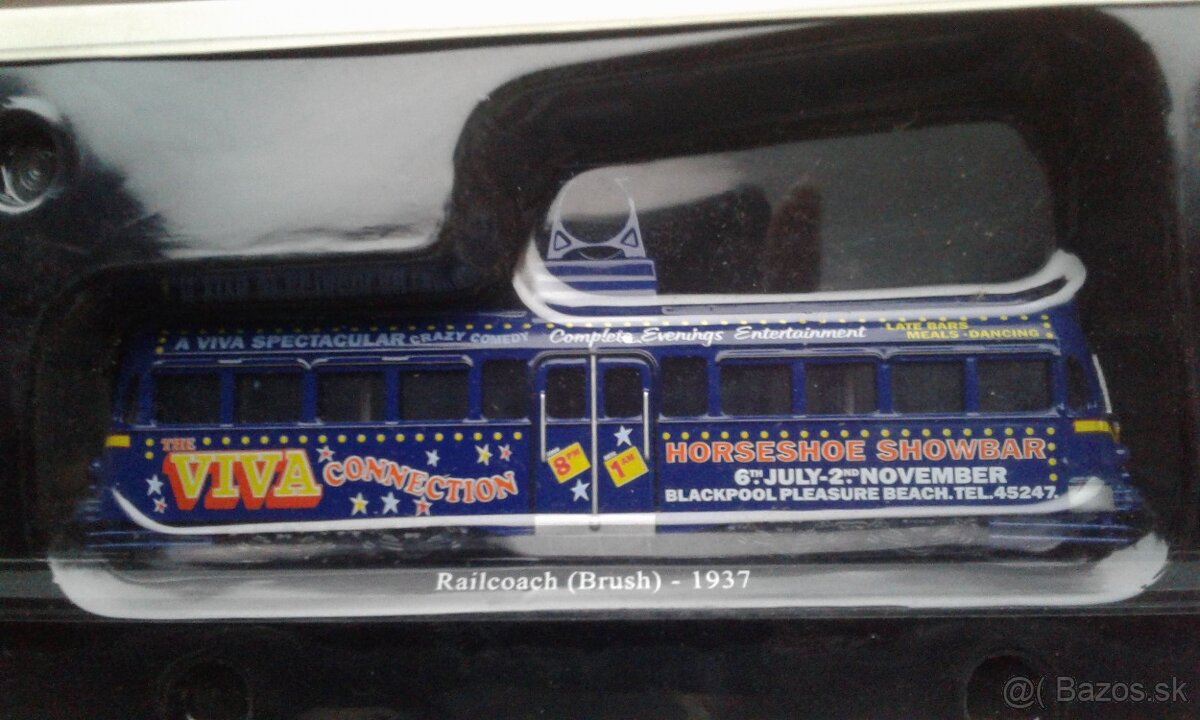 A VIVA SPECTACULAR CRAZY COMEDY Complete Evenings Entertainment LATE BARS
MEALS - DANCING
THE
VIVA CONNECTION
8PM
1AM
HORSESHOE SHOWBAR
6TH JULY-2ND NOVEMBER
BLACKPOOL PLEASURE BEACH. TEL. 45247
Railcoach (Brush) - 1937
@( Bazos.sk